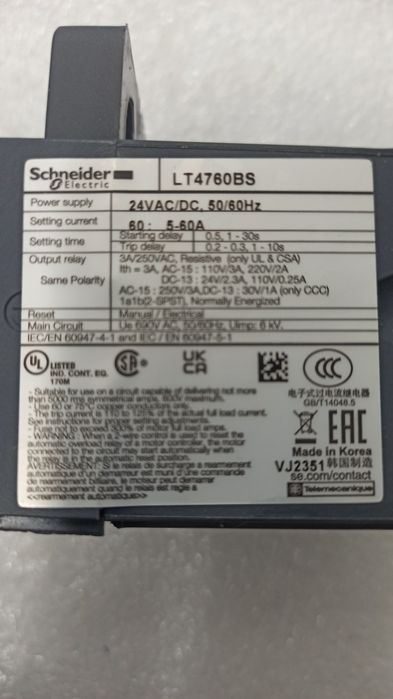 Schneider Electric LT4760BS
Power supply 24VAC/DC, 50/60Hz
Setting current 60 : 5-60A
Setting time Starting delay 0.5, 1 - 30s
Trip delay 0.2, 0.3, 1 - 10s
Output relay 3A/250VAC, Resistive (only UL & CSA)
Same Polarity Ith = 3A, AC-15 : 110V/3A, 220V/2A
DC-13 : 24V/2.3A, 110V/0.25A
AC-15 : 250V/3A,DC-13 : 30V/1A (only CCC)
1a1b(2-SPST), Normally Energized
Reset Manual / Electrical
Main Circuit Ue 690V AC, 50/60Hz, Uimp: 6 kV,
IEC/EN 60947-4-1 and IEC / EN 60947-5-1
UL LISTED
IND. CONT. EQ.
170M
SA
UK
CA
CCC
电子式过电流继电器
GB/T14048.5
- Suitable for use on a circuit capable of delivering not more
than 5000 rms symmetrical amps, 600V maximum.
- Use 60 or 75°C copper conductors only.
- The trip current is 110 to 125% of the actual full load current.
See instructions for proper setting adjustments.
- Fuse not to exceed 300% of motor full load amps.
- WARNING : When a 2-wire control is used to reset the
automatic overload relay of a motor controller, the motor
connected to the circuit may start automatically when
the relay is in the automatic reset position.
AVERTISSEMENT: Si le relais de surcharge a rearmement
automatique d'un demarreur est muni d'une commande
de rearmement bifilaire, le moteur peut demarrer
automatiquement quand le relais est regle a
<<rearmement automatique>>
EAC
Made in Korea
VJ2351 韩国制造
se.com/contact
Telemecanique